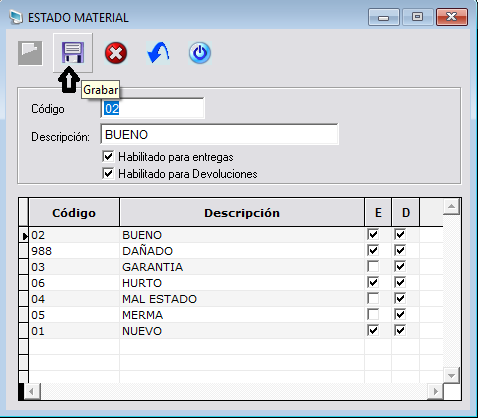 ESTADO MATERIAL
Grabar
Código
02
Descripción:
BUENO
Habilitado para entregas
Habilitado para Devoluciones
Código Descripción E D
02 BUENO
988 DAÑADO
03 GARANTIA
06 HURTO
04 MAL ESTADO
05 MERMA
01 NUEVO